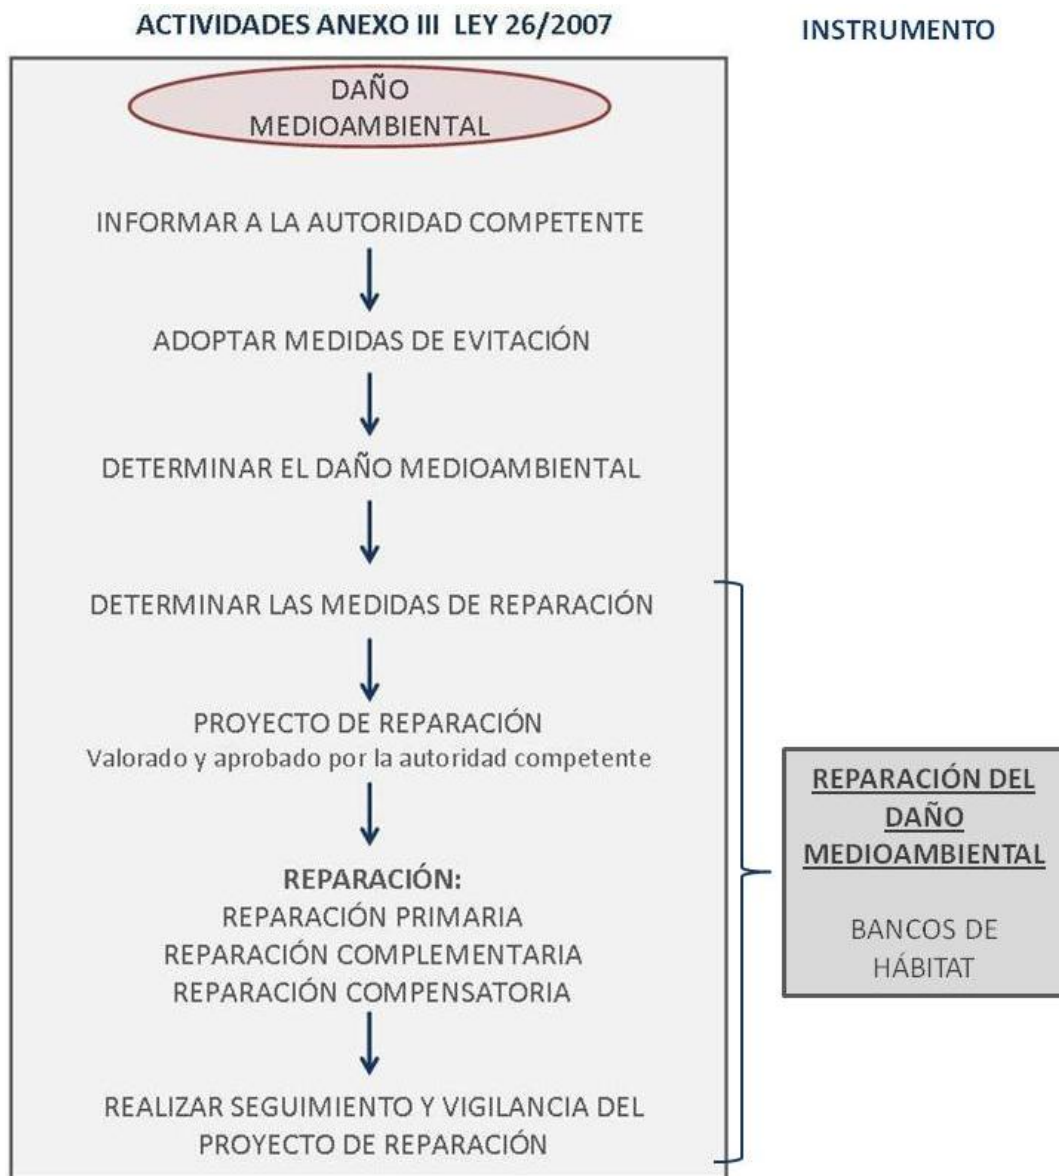 ACTIVIDADES ANEXO III LEY 26/2007
INSTRUMENTO
DAÑO
MEDIOAMBIENTAL
INFORMAR A LA AUTORIDAD COMPETENTE
ADOPTAR MEDIDAS DE EVITACIÓN
DETERMINAR EL DAÑO MEDIOAMBIENTAL
DETERMINAR LAS MEDIDAS DE REPARACIÓN
PROYECTO DE REPARACIÓN
Valorado y aprobado por la autoridad competente
REPARACIÓN:
REPARACIÓN PRIMARIA
REPARACIÓN COMPLEMENTARIA
REPARACIÓN COMPENSATORIA
REALIZAR SEGUIMIENTO Y VIGILANCIA DEL
PROYECTO DE REPARACIÓN
REPARACIÓN DEL
DAÑO
MEDIOAMBIENTAL
BANCOS DE
HÁBITAT